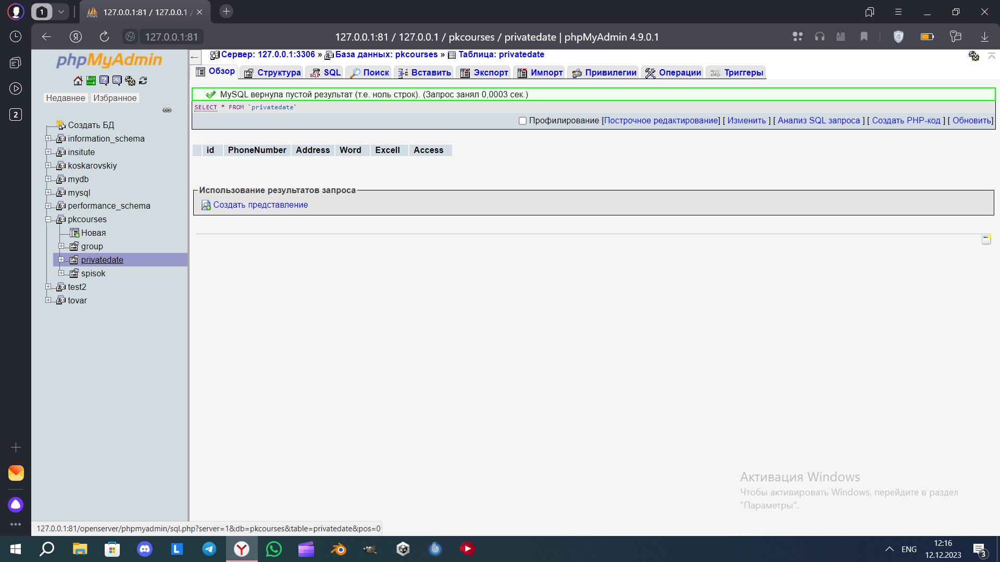 1
127.0.0.1:81 / 127.0.0.1 /
Я
127.0.0.1:81
127.0.0.1:81 / 127.0.0.1 / pkcourses / privatedate | phpMyAdmin 4.9.0.1
2
phpMyAdmin
Недавнее Избранное
Создать БД
information_schema
insitute
koskarovskiy
mydb
mysql
performance_schema
pkcourses
Новая
group
privatedate
spisok
test2
tovar
Сервер: 127.0.0.1:3306 » База данных: pkcourses » Таблица: privatedate
Обзор Структура SQL Поиск Вставить Экспорт Импорт Привилегии Операции Триггеры
MySQL вернула пустой результат (т.е. ноль строк). (Запрос занял 0,0003 сек.)
SELECT * FROM `privatedate`
Профилирование [Построчное редактирование] [ Изменить ] [ Анализ SQL запроса ] [ Создать PHP-код ] [ Обновить]
id PhoneNumber Address Word Excell Access
Использование результатов запроса
Создать представление
Активация Windows
Чтобы активировать Windows, перейдите в раздел
"Параметры".
127.0.0.1:81/openserver/phpmyadmin/sql.php?server=1&db=pkcourses&table=privatedate&pos=0
L
Y
ENG
12:16
12.12.2023
3